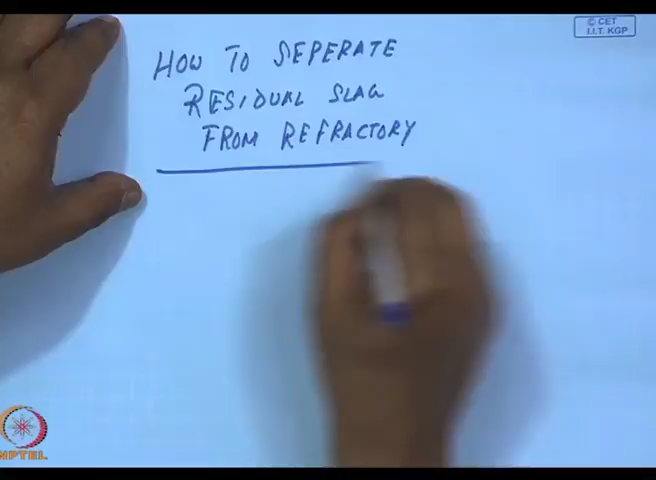 © CET
I.I.T. KGP
HOW TO SEPERATE
RESIDUAL SLAG
FROM REFRACTORY
NPTEL